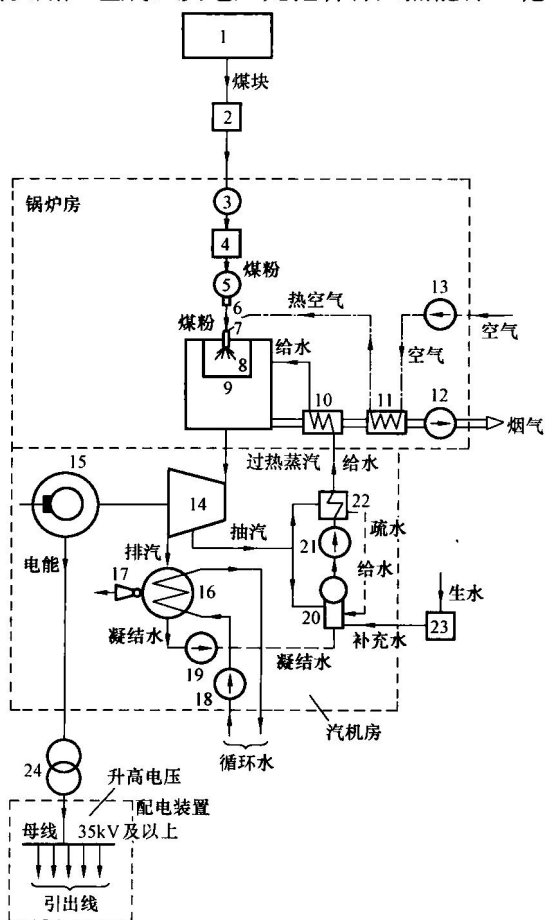 1
煤块
2
锅炉房
3
4
煤粉
5
6
热空气
13
煤粉
7
给水
空气
空气
8
9
10
11
12
烟气
15
过热蒸汽
给水
14
22
抽汽
疏水
21
电能
排汽
给水
17
16
生水
20
23
凝结水
补充水
19
凝结水
18
汽机房
循环水
24
升高电压
配电装置
母线
35kV及以上
引出线